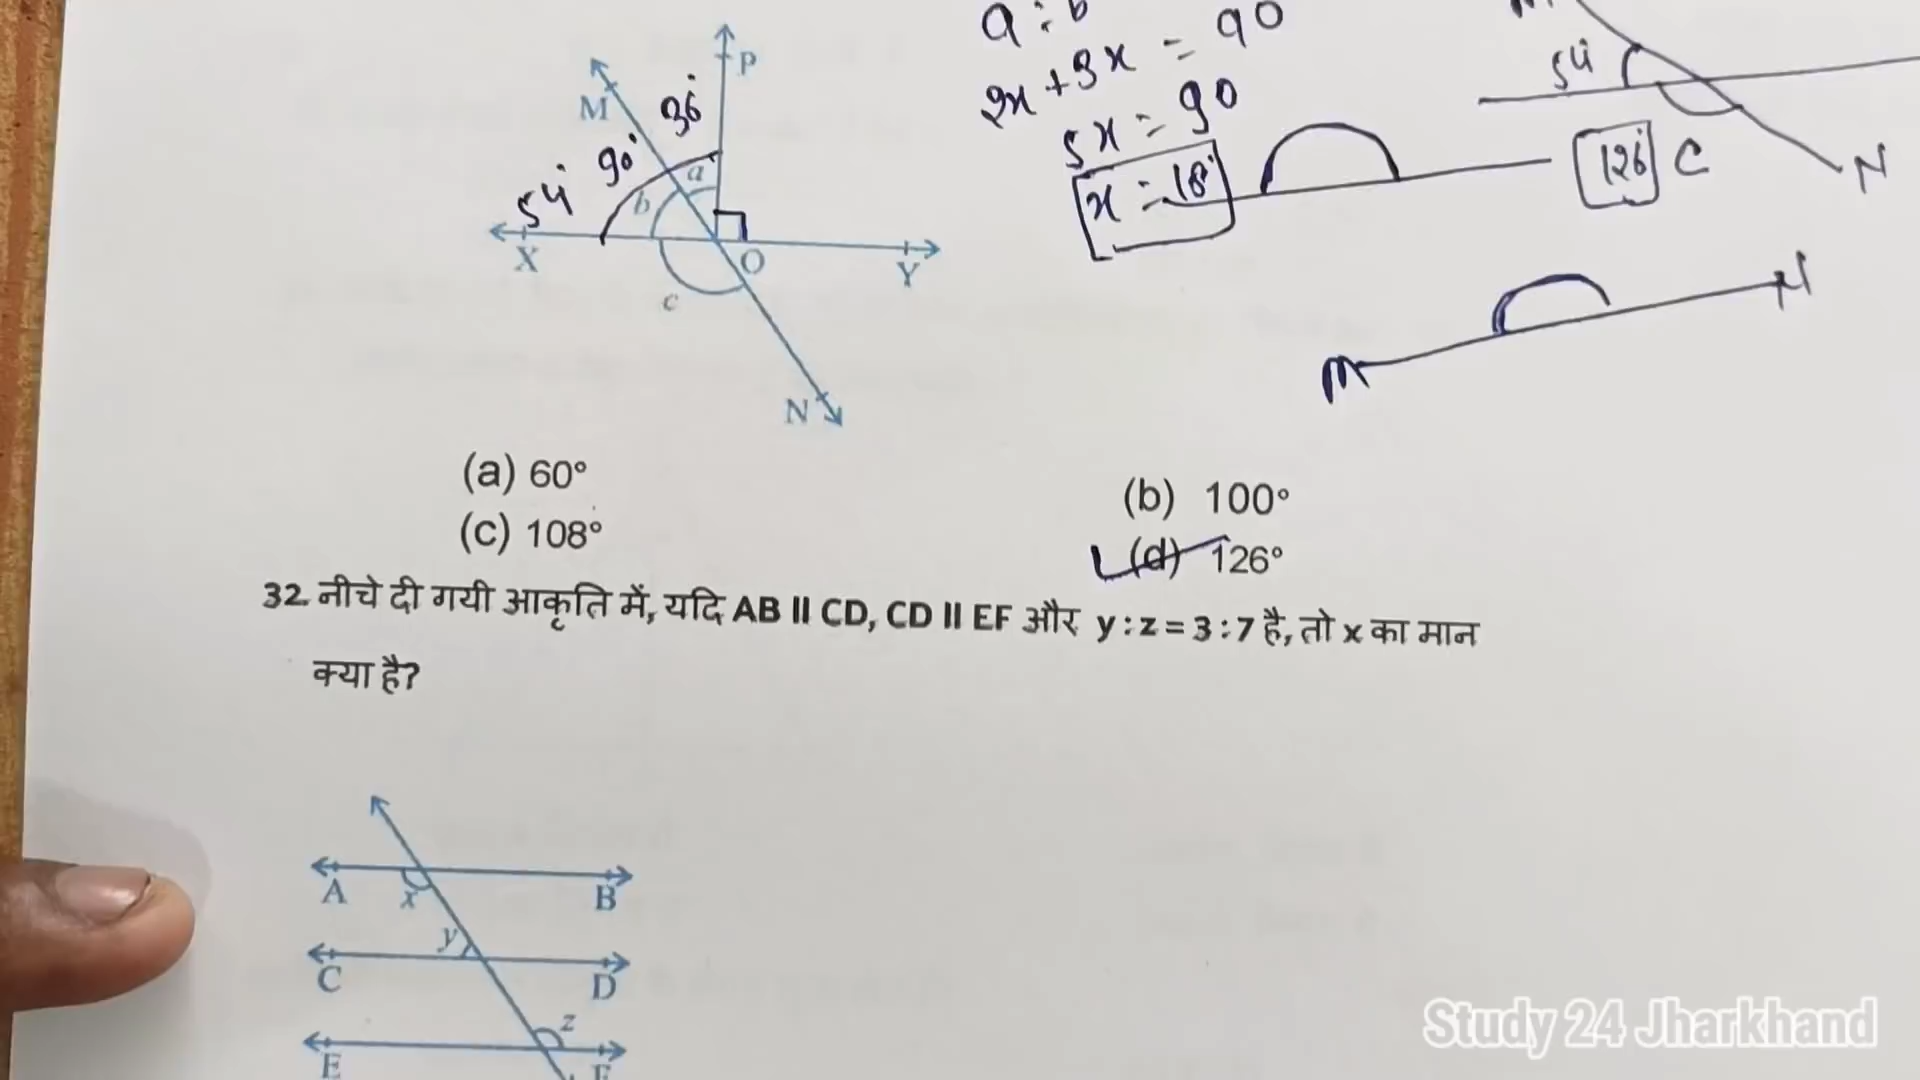 a : b
2x + 3x = 90
5x = 90
x = 18°
P
M
36°
90°
54
a
b
X
O
Y
c
N
54
126 C
N
M
N
(a) 60°
(b) 100°
(c) 108°
(d) 126°
32. नीचे दी गयी आकृति में, यदि AB II CD, CD II EF और y : z = 3 : 7 है, तो x का मान
क्या है?
A
x
B
y
C
D
z
E
F
Study 24 Jharkhand